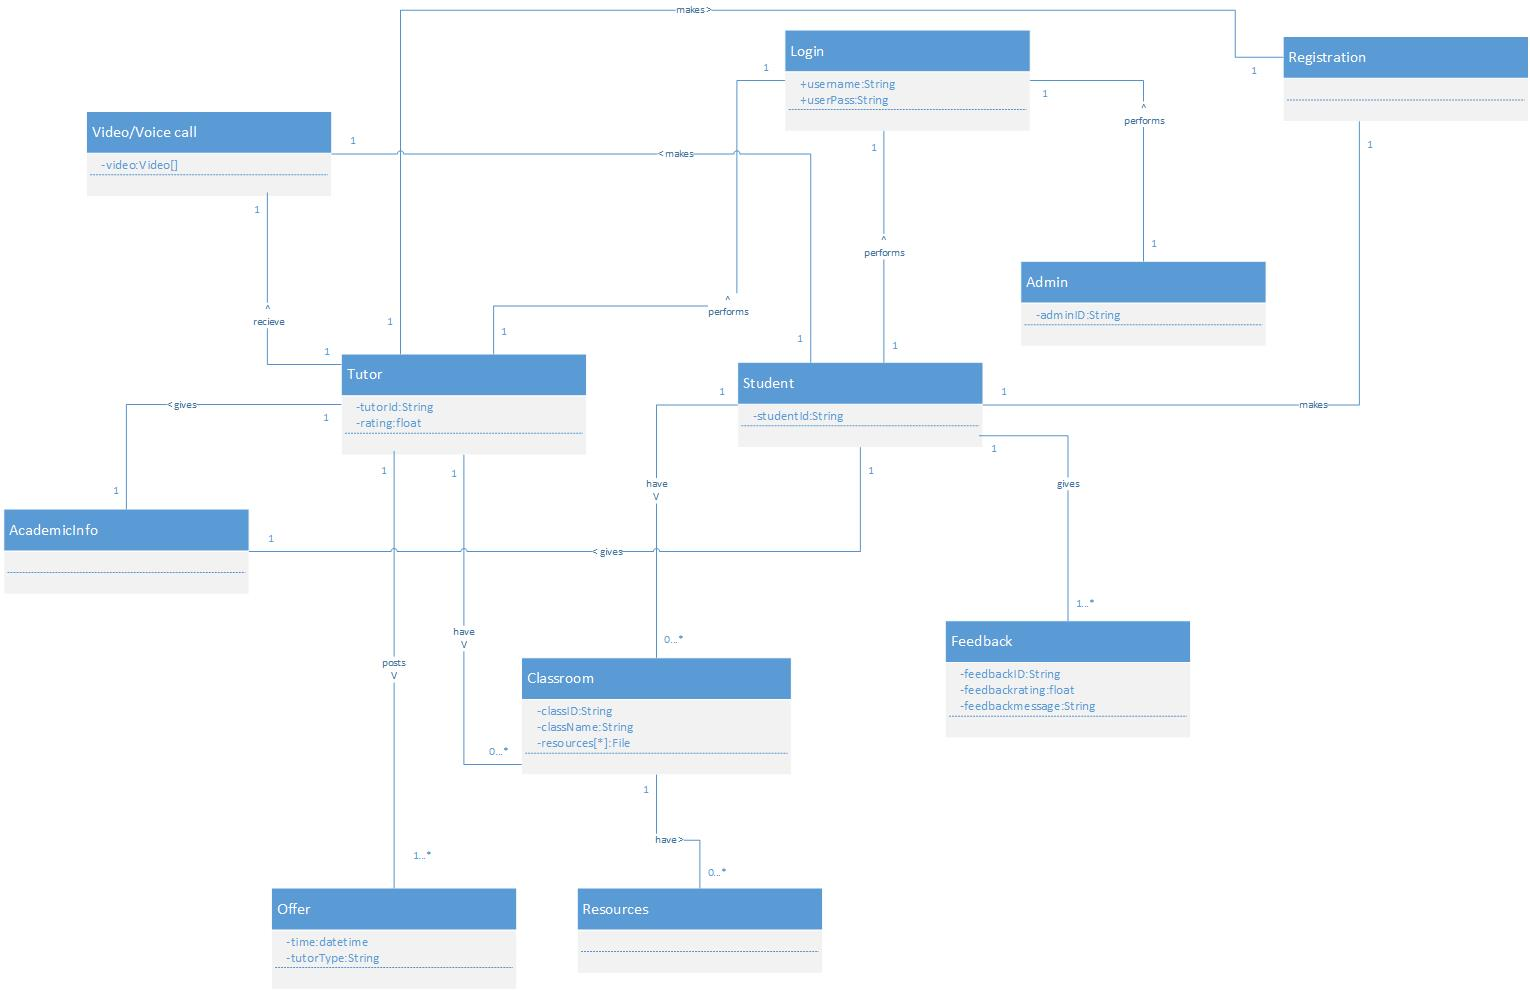 makes >
Login
+username:String
+userPass:String
1
1
Registration
1
1
Video/Voice call
-video:Video[]
1
< makes
^
performs
1
1
^
performs
1
Admin
-adminID:String
1
^
recieve
1
1
^
performs
1
1
1
Tutor
-tutorId:String
-rating:float
1
Student
-studentId:String
1
1
makes
< gives
1
1
1
1
1
1
have
V
gives
1
AcademicInfo
1
< gives
1...*
have
V
0...*
Feedback
-feedbackID:String
-feedbackrating:float
-feedbackmessage:String
posts
V
Classroom
-classID:String
-className:String
-resources[*]:File
0...*
1
have >
1...*
0...*
Offer
-time:datetime
-tutorType:String
Resources